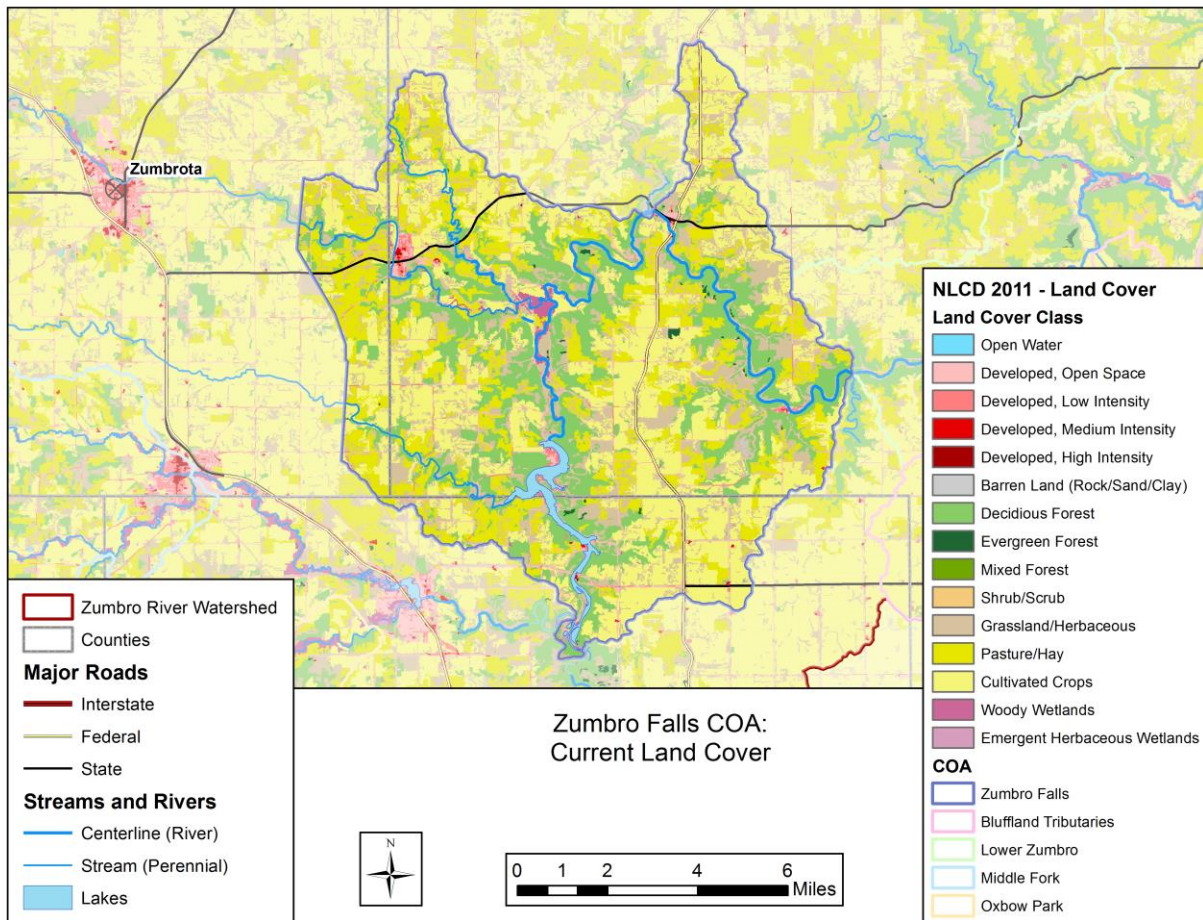 Zumbrota
NLCD 2011 - Land Cover
Land Cover Class
Open Water
Developed, Open Space
Developed, Low Intensity
Developed, Medium Intensity
Developed, High Intensity
Barren Land (Rock/Sand/Clay)
Decidious Forest
Evergreen Forest
Mixed Forest
Shrub/Scrub
Grassland/Herbaceous
Pasture/Hay
Cultivated Crops
Woody Wetlands
Emergent Herbaceous Wetlands
COA
Zumbro Falls
Bluffland Tributaries
Lower Zumbro
Middle Fork
Oxbow Park
Zumbro River Watershed
Counties
Major Roads
Interstate
Federal
State
Streams and Rivers
Centerline (River)
Stream (Perennial)
Lakes
Zumbro Falls COA:
Current Land Cover
N
0 1 2 4 6
Miles